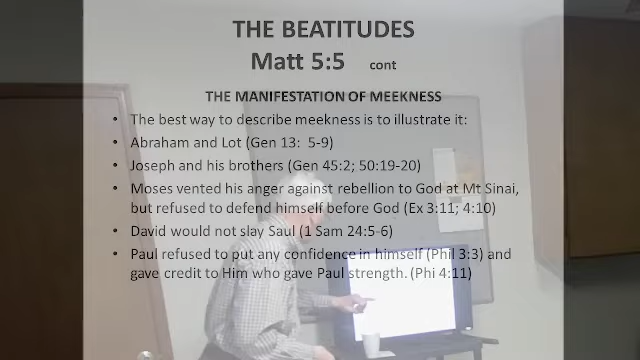 THE BEATITUDES
Matt 5:5 cont
THE MANIFESTATION OF MEEKNESS
• The best way to describe meekness is to illustrate it:
• Abraham and Lot (Gen 13: 5-9)
• Joseph and his brothers (Gen 45:2; 50:19-20)
• Moses vented his anger against rebellion to God at Mt Sinai,
but refused to defend himself before God (Ex 3:11; 4:10)
• David would not slay Saul (1 Sam 24:5-6)
• Paul refused to put any confidence in himself (Phil 3:3) and
gave credit to Him who gave Paul strength. (Phi 4:11)